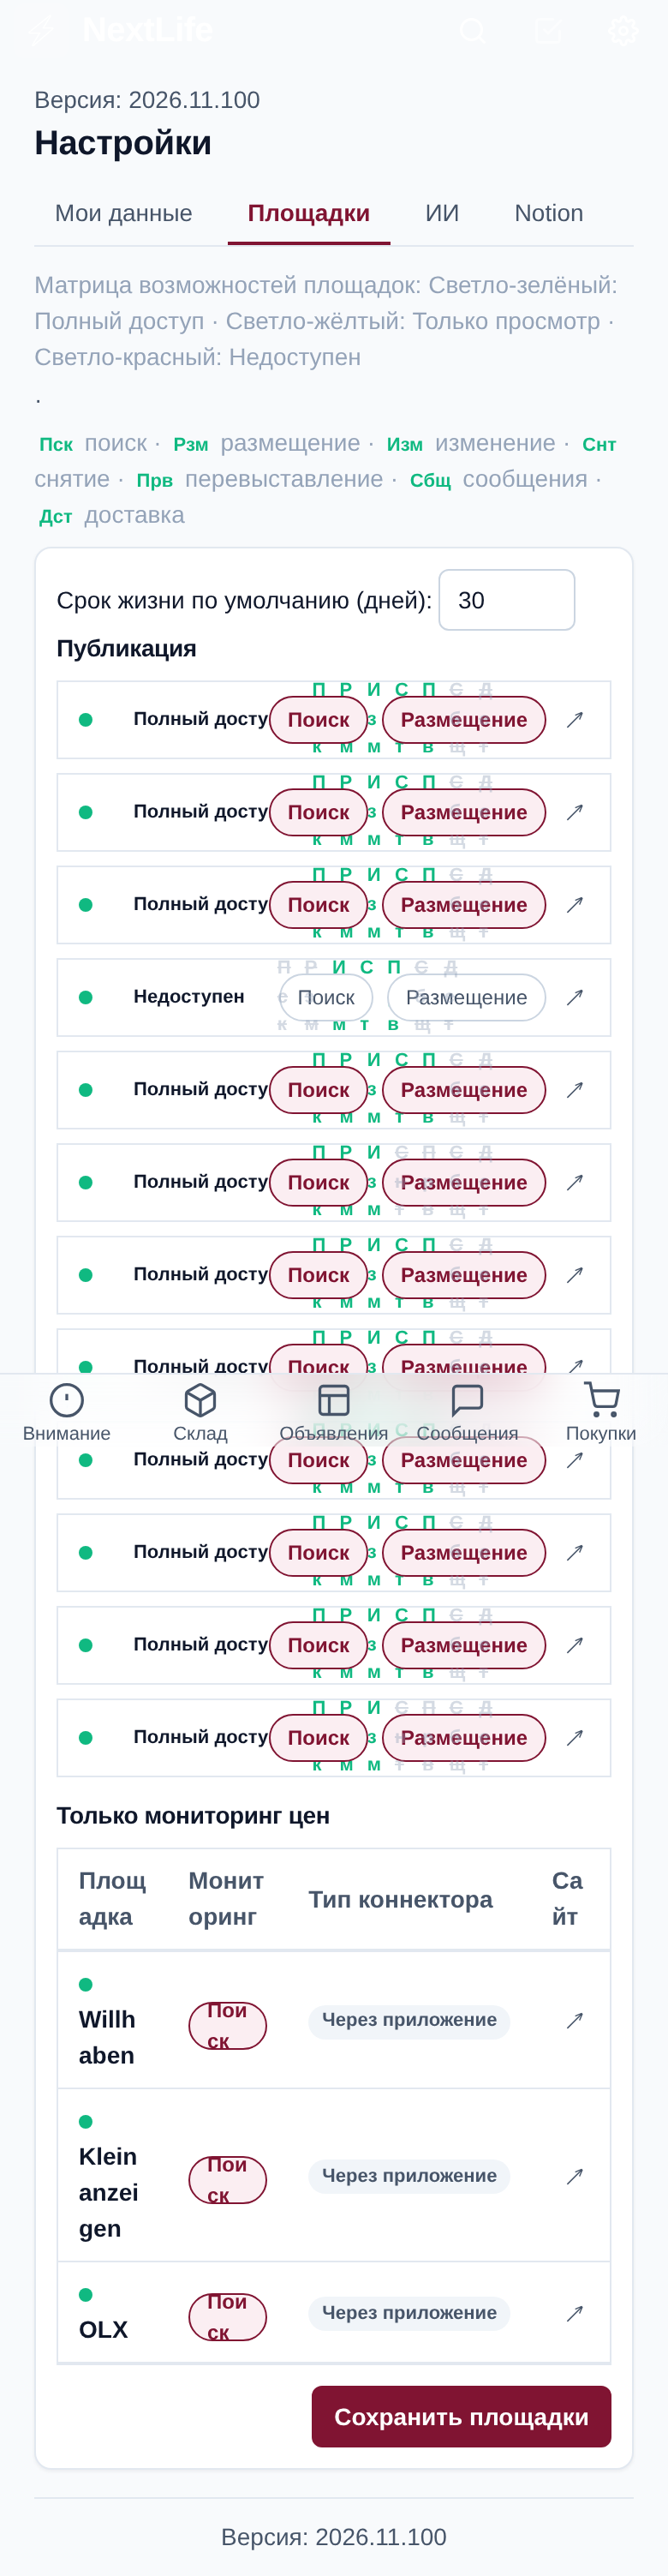 NextLife
Версия: 2026.11.100
Настройки
Мои данные Площадки ИИ Notion
Матрица возможностей площадок: Светло-зелёный:
Полный доступ · Светло-жёлтый: Только просмотр ·
Светло-красный: Недоступен
.
Пск поиск · Рзм размещение · Изм изменение · Снт
снятие · Прв перевыставление · Сбщ сообщения ·
Дст доставка
Срок жизни по умолчанию (дней): 30
Публикация
Полный досту Поиск Размещение ↗
Полный досту Поиск Размещение ↗
Полный досту Поиск Размещение ↗
Недоступен Поиск Размещение ↗
Полный досту Поиск Размещение ↗
Полный досту Поиск Размещение ↗
Полный досту Поиск Размещение ↗
Полный досту Поиск Размещение ↗
Внимание Склад Объявления Сообщения Покупки
Полный досту Поиск Размещение ↗
Полный досту Поиск Размещение ↗
Полный досту Поиск Размещение ↗
Полный досту Поиск Размещение ↗
Только мониторинг цен
Площ Монит Тип коннектора Са
адка оринг йт
Willh Пои Через приложение ↗
aben ск
Klein Пои Через приложение ↗
anzei ск
gen
OLX Пои Через приложение ↗
ск
Сохранить площадки
Версия: 2026.11.100